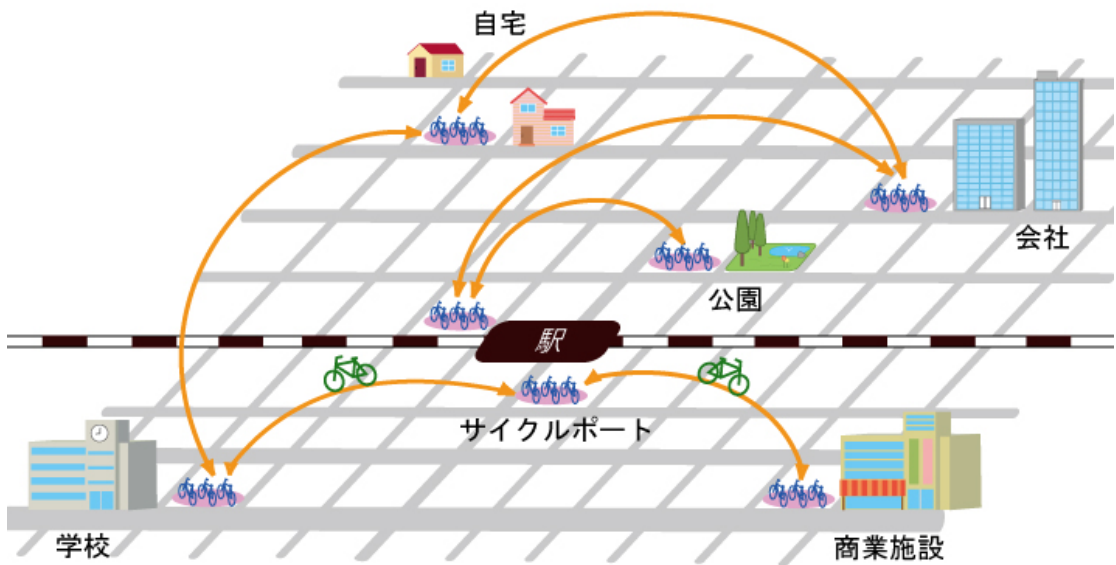 自宅
会社
公園
駅
サイクルポート
学校
商業施設